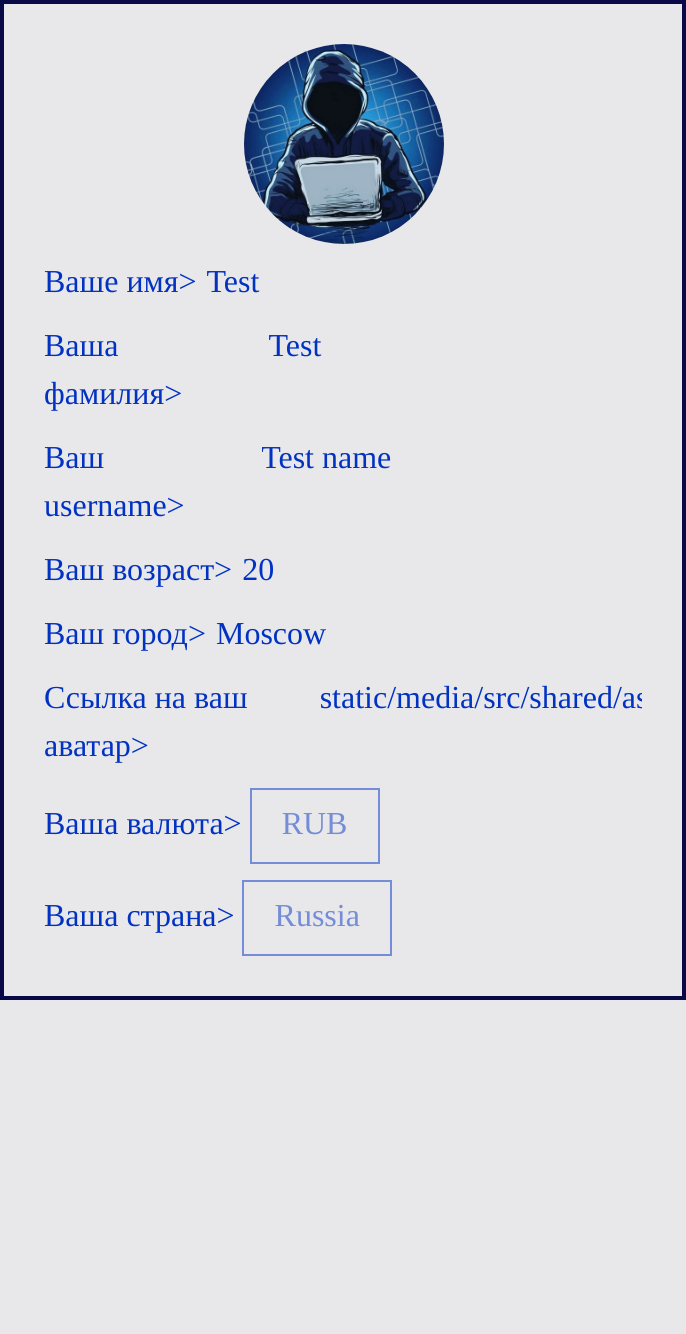 Ваше имя> Test
Ваша Test
фамилия>
Ваш Test name
username>
Ваш возраст> 20
Ваш город> Moscow
Ссылка на ваш static/media/src/shared/as
аватар>
Ваша валюта> RUB
Ваша страна> Russia